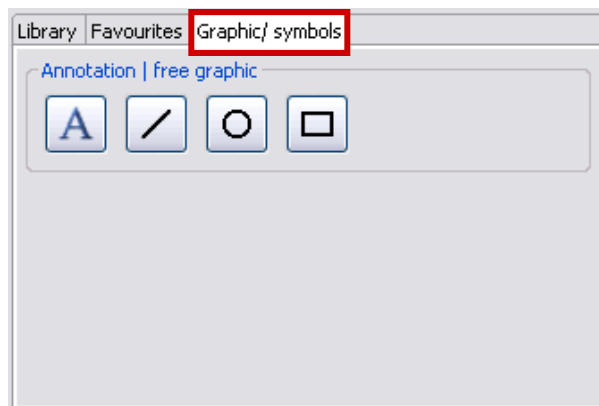 Library Favourites Graphic/ symbols
Annotation | free graphic
A